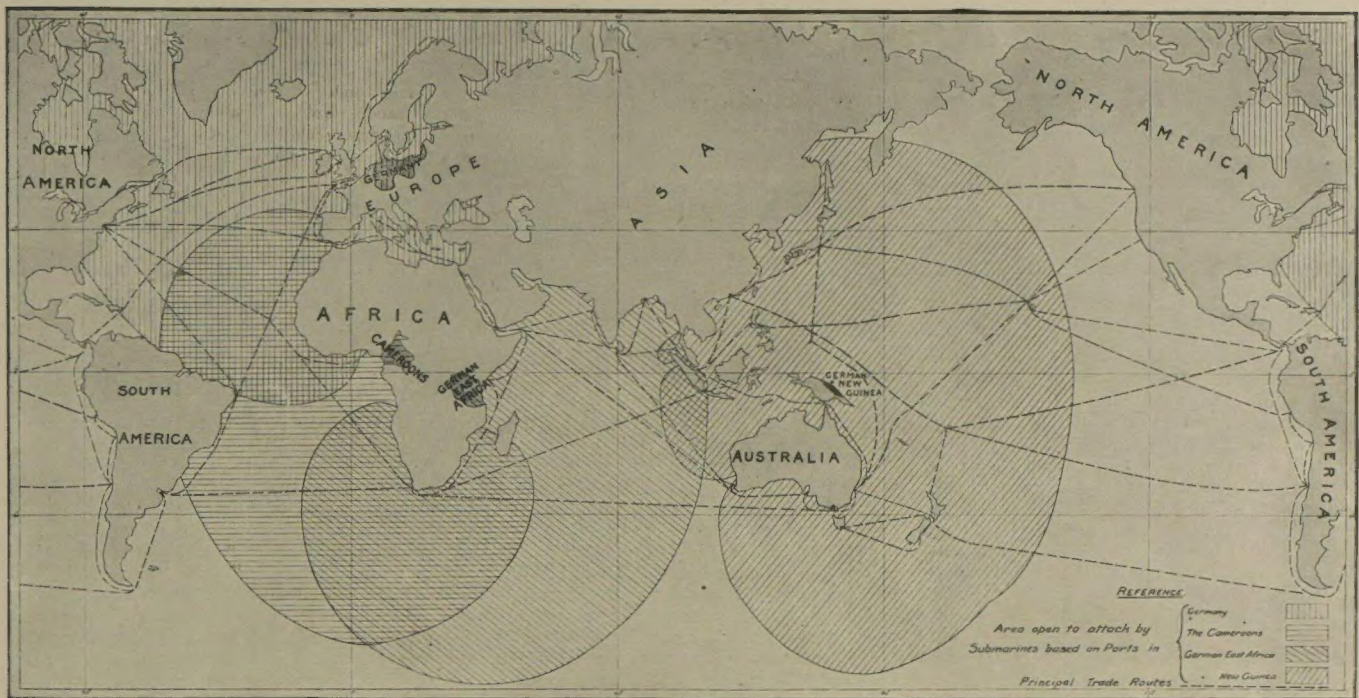 NORTH
AMERICA
GERMANY
EUROPE
ASIA
NORTH AMERICA
AFRICA
CAMEROONS
GERMAN
EAST
AFRICA
SOUTH
AMERICA
GERMAN
NEW
GUINEA
AUSTRALIA
SOUTH AMERICA
REFERENCE
Area open to attack by
Submarines based on Ports in
Germany
The Cameroons
German East Africa
" New Guinea
Principal Trade Routes